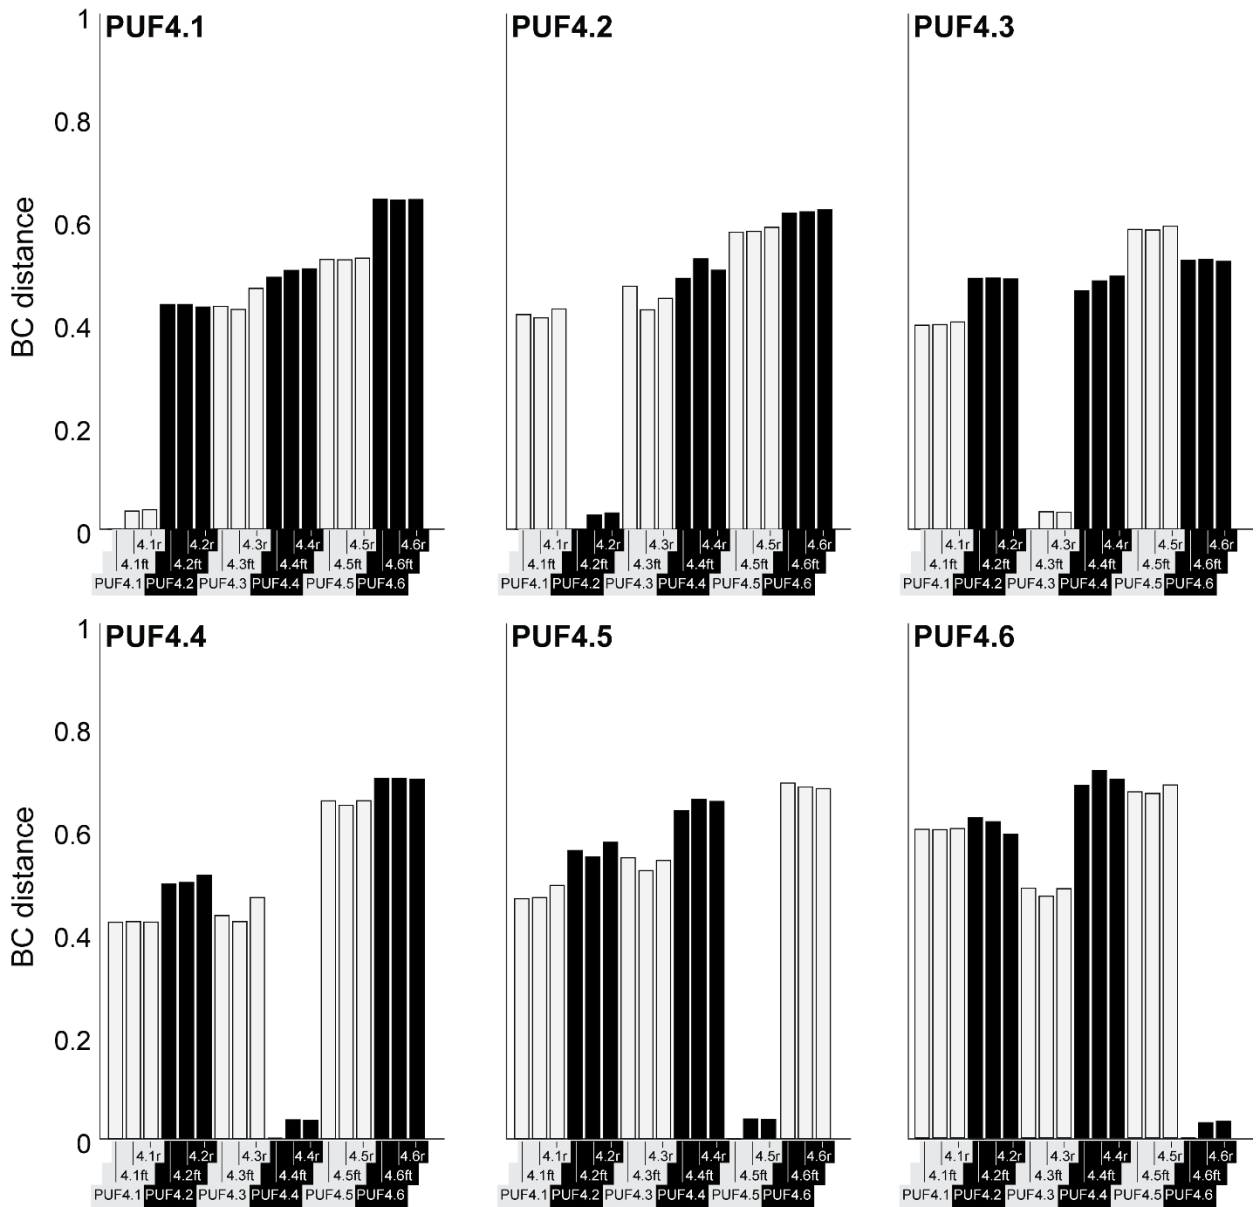 PUF4.1 PUF4.2 PUF4.3
1
0.8
0.6
0.4
0.2
0
BC distance
4.1r 4.2r 4.3r 4.4r 4.5r 4.6r
4.1ft 4.2ft 4.3ft 4.4ft 4.5ft 4.6ft
PUF4.1 PUF4.2 PUF4.3 PUF4.4 PUF4.5 PUF4.6
4.1r 4.2r 4.3r 4.4r 4.5r 4.6r
4.1ft 4.2ft 4.3ft 4.4ft 4.5ft 4.6ft
PUF4.1 PUF4.2 PUF4.3 PUF4.4 PUF4.5 PUF4.6
4.1r 4.2r 4.3r 4.4r 4.5r 4.6r
4.1ft 4.2ft 4.3ft 4.4ft 4.5ft 4.6ft
PUF4.1 PUF4.2 PUF4.3 PUF4.4 PUF4.5 PUF4.6
PUF4.4 PUF4.5 PUF4.6
1
0.8
0.6
0.4
0.2
0
BC distance
4.1r 4.2r 4.3r 4.4r 4.5r 4.6r
4.1ft 4.2ft 4.3ft 4.4ft 4.5ft 4.6ft
PUF4.1 PUF4.2 PUF4.3 PUF4.4 PUF4.5 PUF4.6
4.1r 4.2r 4.3r 4.4r 4.5r 4.6r
4.1ft 4.2ft 4.3ft 4.4ft 4.5ft 4.6ft
PUF4.1 PUF4.2 PUF4.3 PUF4.4 PUF4.5 PUF4.6
4.1r 4.2r 4.3r 4.4r 4.5r 4.6r
4.1ft 4.2ft 4.3ft 4.4ft 4.5ft 4.6ft
PUF4.1 PUF4.2 PUF4.3 PUF4.4 PUF4.5 PUF4.6